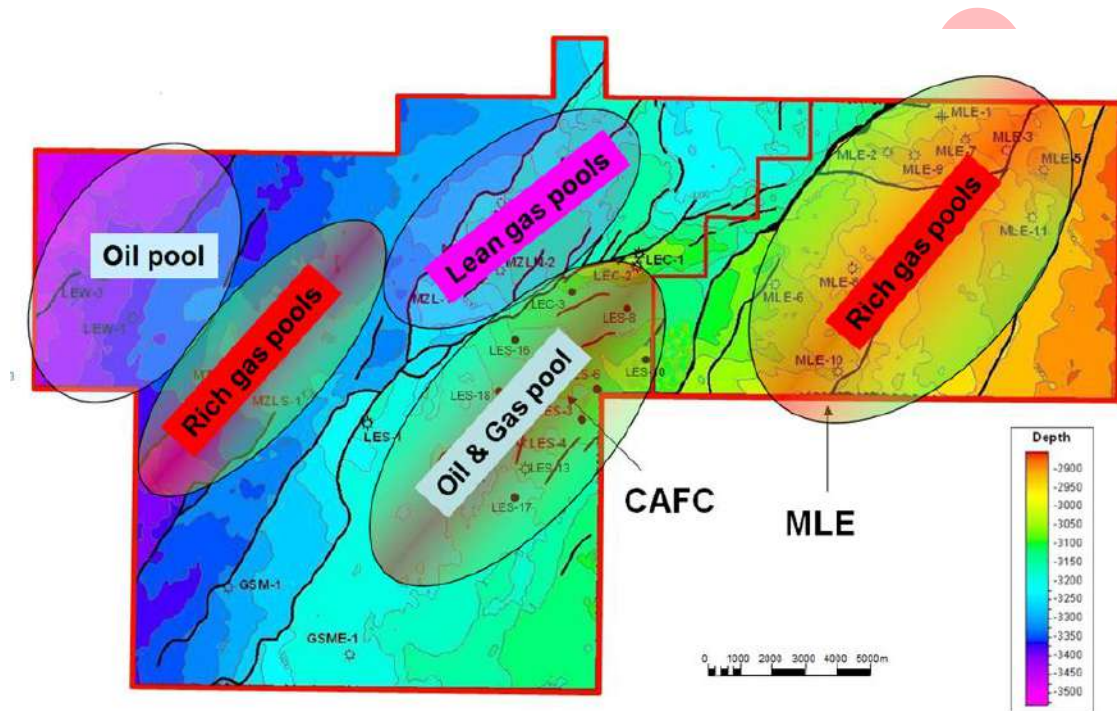 MLE-1
MLE-3
MLE-2
MLE-7
MLE-9
MLE-5
Lean gas pools
Rich gas pools
MLE-11
Oil pool
MZLN-2
LEC-1
LEC-2
MZL-
LEW-3
LEC-3
MLE-6
LES-8
LEW-1
Rich gas pools
LES-16
LES-10
MLE-10
MZLS-1
LES-18
Oil & Gas pool
LES-3
LES-1
LES-4
LES-13
LES-17
CAFC
MLE
GSM-1
GSME-1
0 1000 2000 3000 4000 5000m
Depth
-2900
-2950
-3000
-3050
-3100
-3150
-3200
-3250
-3300
-3350
-3400
-3450
-3500